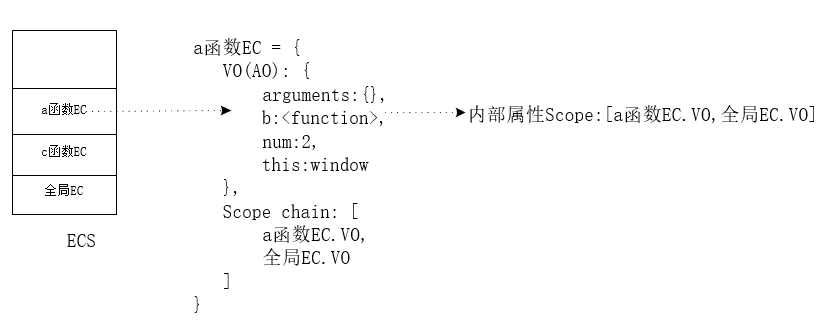 a函数EC
c函数EC
全局EC
ECS
a函数EC = {
VO(AO): {
arguments:{},
b:<function>,
num:2,
this:window
},
Scope chain: [
a函数EC.VO,
全局EC.VO
]
}
内部属性Scope:[a函数EC.VO,全局EC.VO]